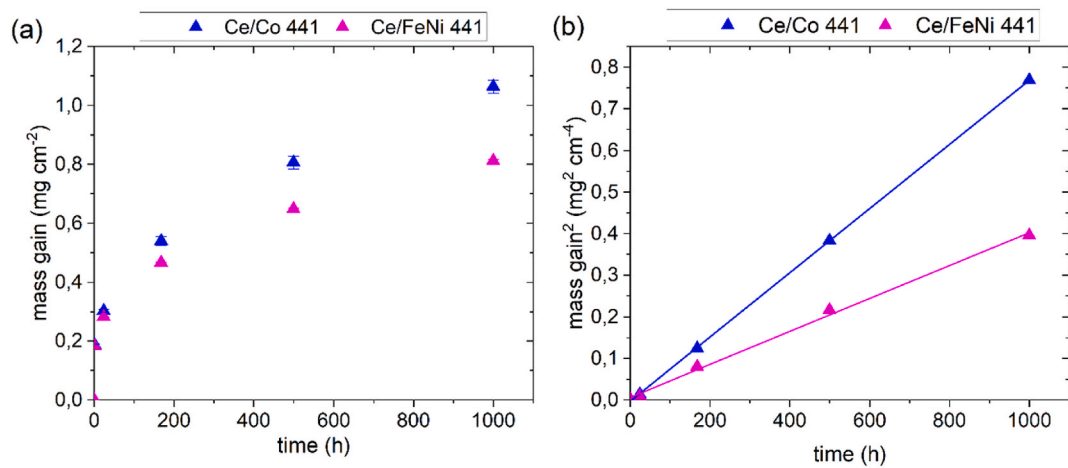 (a)
Ce/Co 441 Ce/FeNi 441
1,2
1,0
0,8
0,6
0,4
0,2
0,0
mass gain (mg cm-2)
0 200 400 600 800 1000
time (h)
(b)
Ce/Co 441 Ce/FeNi 441
0,8
0,7
0,5
0,4
0,3
0,2
0,1
0,0
mass gain² (mg² cm-4)
0 200 400 600 800 1000
time (h)